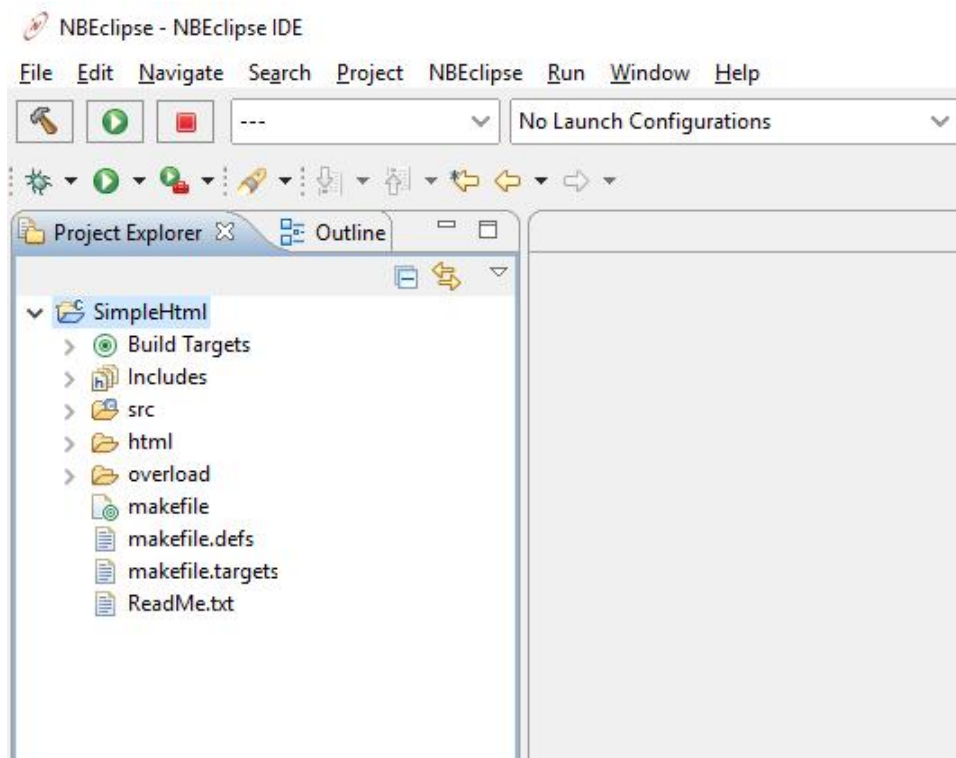 NBEclipse - NBEclipse IDE
File Edit Navigate Search Project NBEclipse Run Window Help
--- No Launch Configurations
Project Explorer Outline
SimpleHtml
Build Targets
Includes
src
html
overload
makefile
makefile.defs
makefile.targets
ReadMe.txt